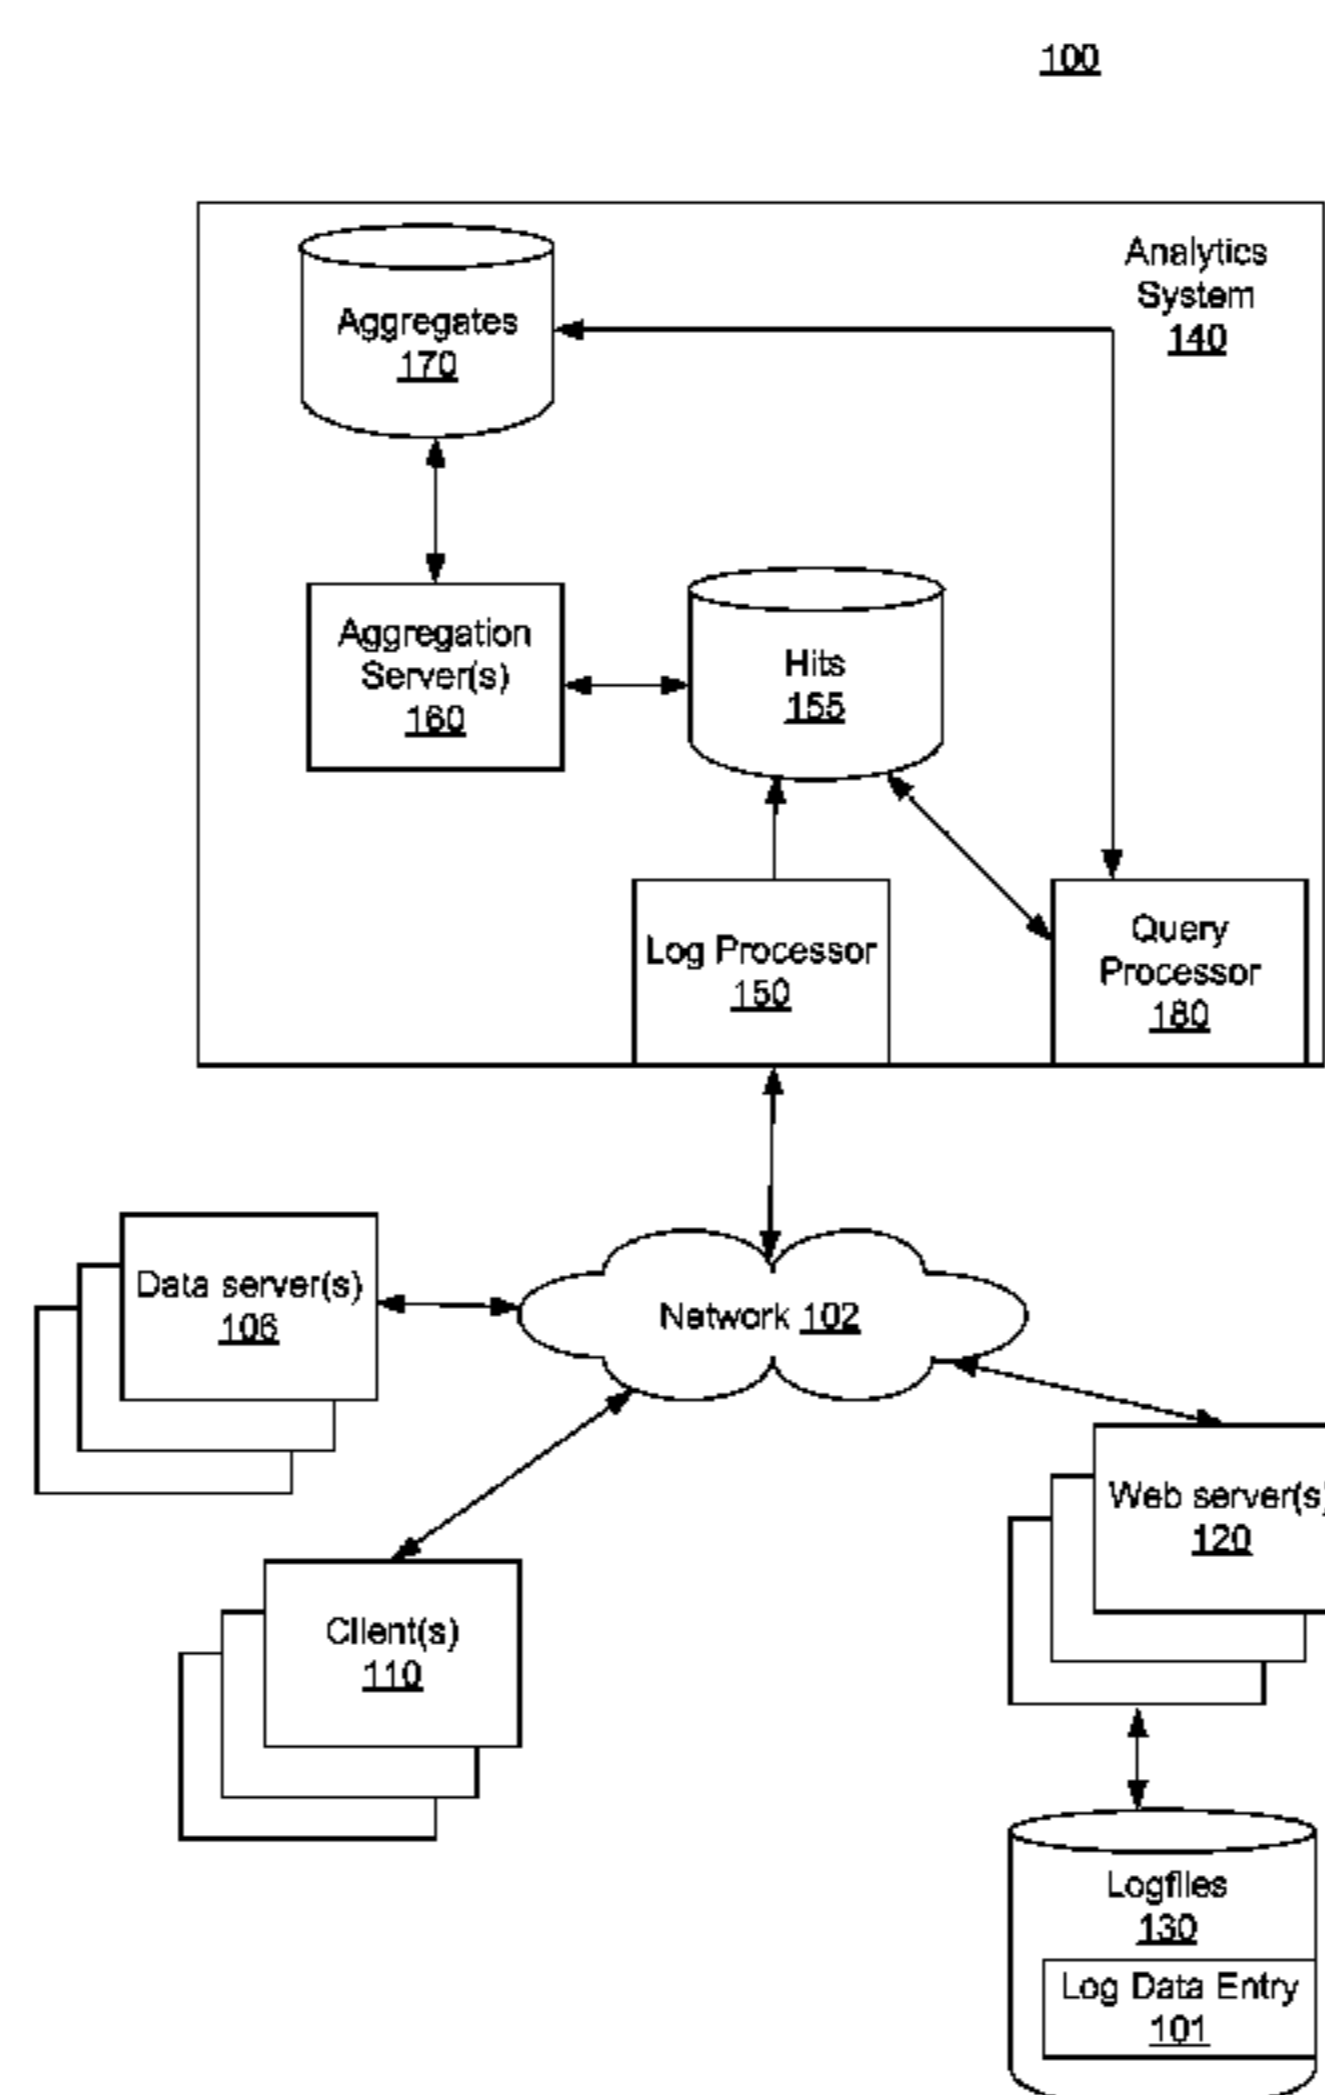 100
Analytics
System
140
Aggregates
170
Aggregation
Server(s)
160
Hits
155
Log Processor
150
Query
Processor
180
Data server(s)
106
Network 102
Web server(s)
120
Client(s)
110
Logfiles
130
Log Data Entry
101